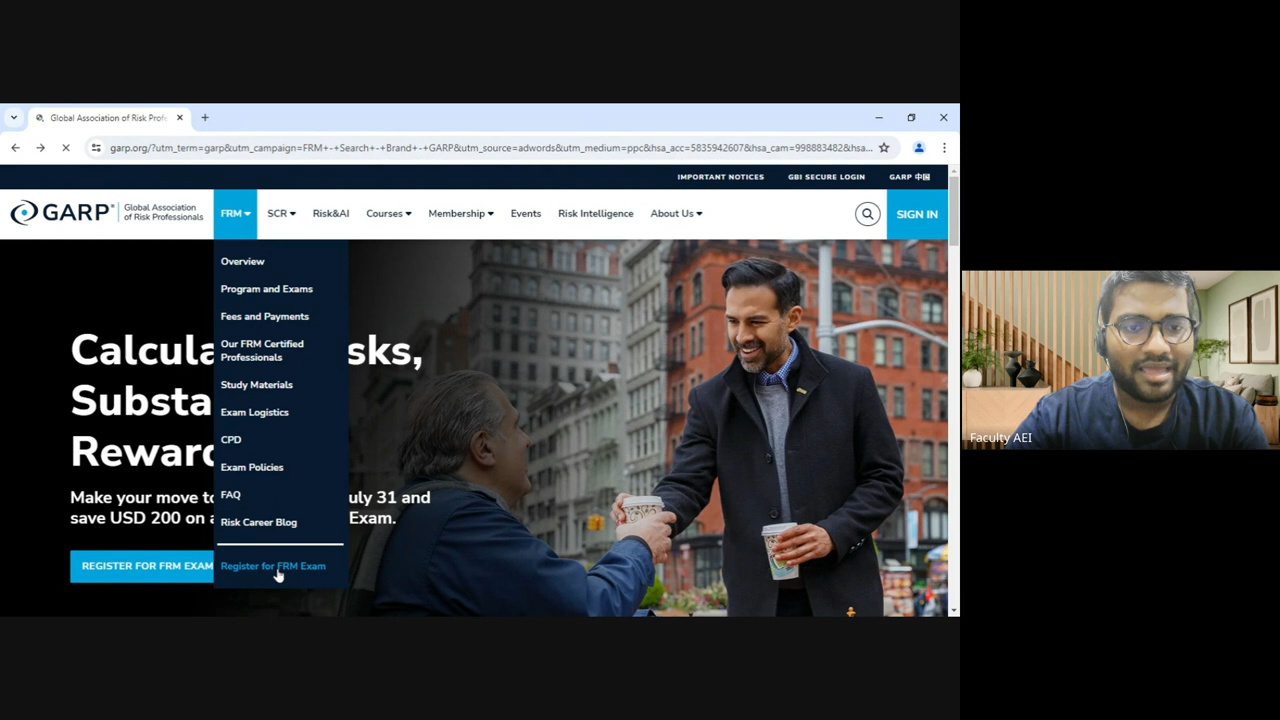 Global Association of Risk Profe
garp.org/?utm_term=garp&utm_campaign=FRM+-+Search+-+Brand+-+GARP&utm_source=adwords&utm_medium=ppc&hsa_acc=5835942607&hsa_cam=998883482&hsa...
IMPORTANT NOTICES GBI SECURE LOGIN GARP 中国
GARP® Global Association
of Risk Professionals
FRM SCR Risk&AI Courses Membership Events Risk Intelligence About Us SIGN IN
Overview
Program and Exams
Fees and Payments
Our FRM Certified
Professionals
Study Materials
Exam Logistics
CPD
Exam Policies
FAQ
Risk Career Blog
Register for FRM Exam
Calcula sks,
Substa
Rewar
Make your move to uly 31 and
save USD 200 on a Exam.
REGISTER FOR FRM EXAM
Faculty AEI